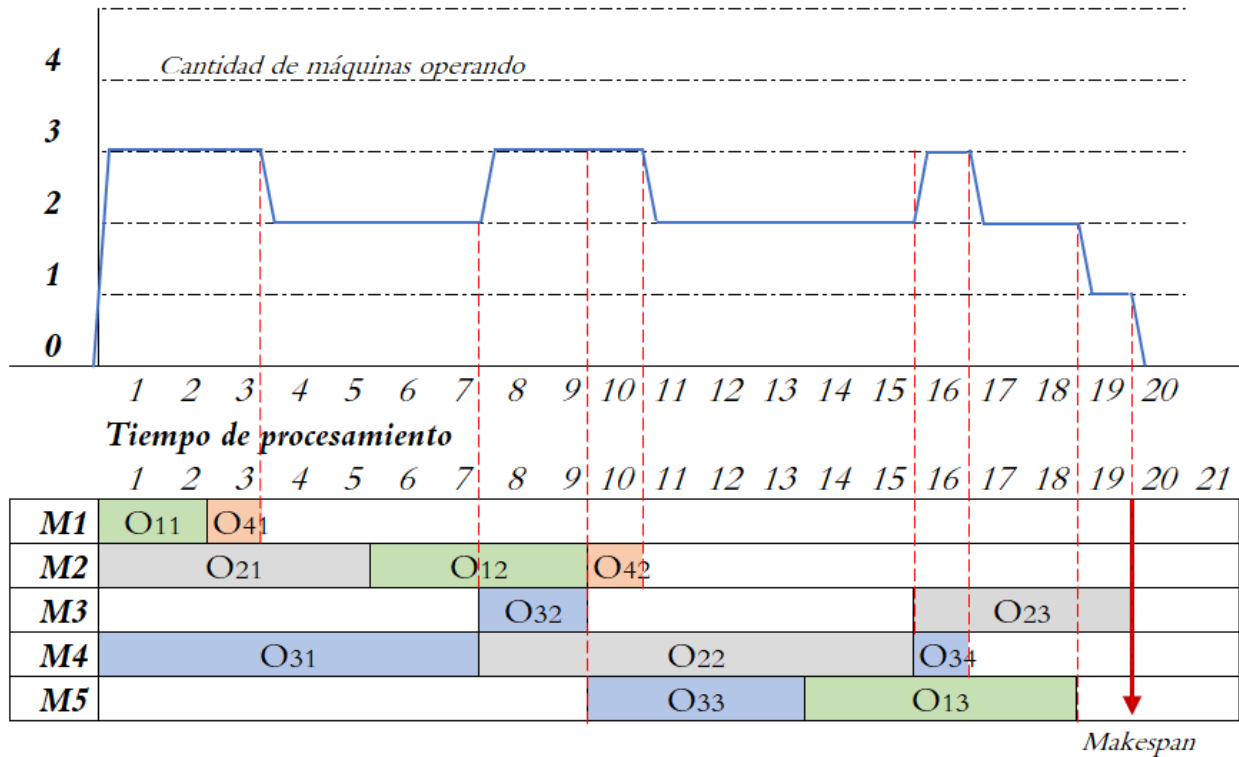 4
Cantidad de máquinas operando
3
2
1
0
1 2 3 4 5 6 7 8 9 10 11 12 13 14 15 16 17 18 19 20
Tiempo de procesamiento
1 2 3 4 5 6 7 8 9 10 11 12 13 14 15 16 17 18 19 20 21
M1 O11 O41
M2 O21 O12 O42
M3 O32 O23
M4 O31 O22 O34
M5 O33 O13
Makespan